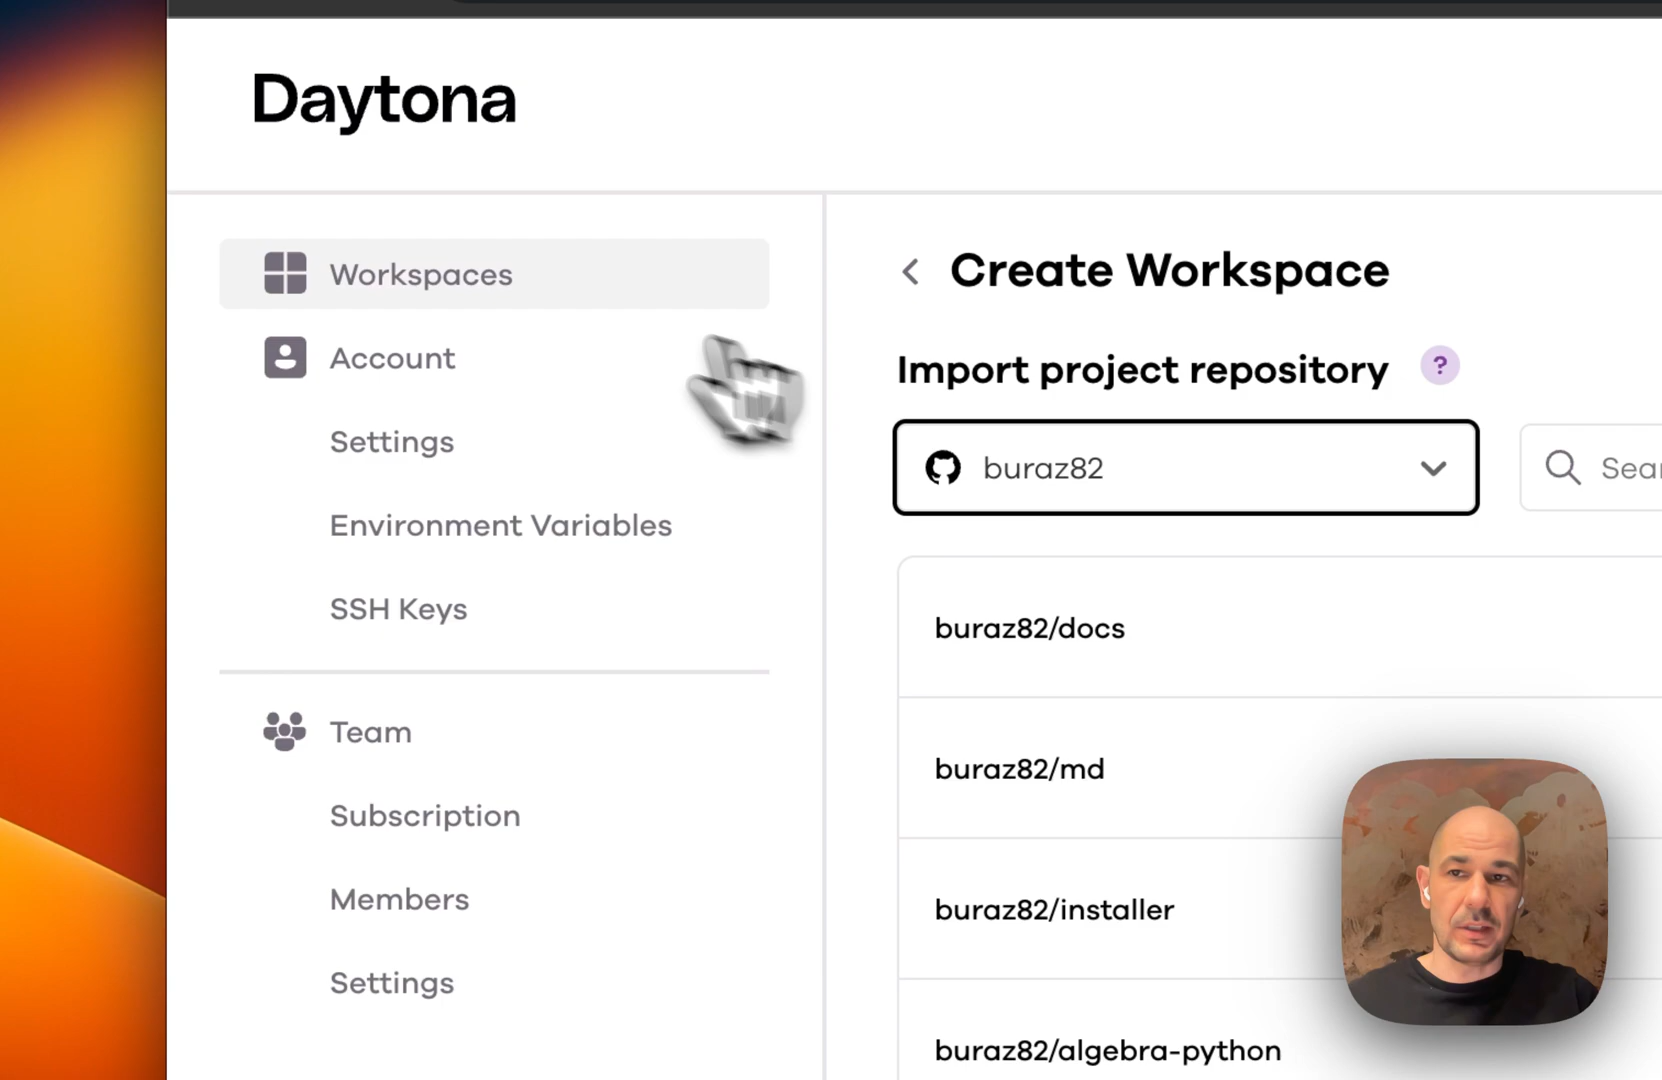 Daytona
Workspaces
Account
Settings
Environment Variables
SSH Keys
Team
Subscription
Members
Settings
Create Workspace
Import project repository ?
buraz82
buraz82/docs
buraz82/md
buraz82/installer
buraz82/algebra-python